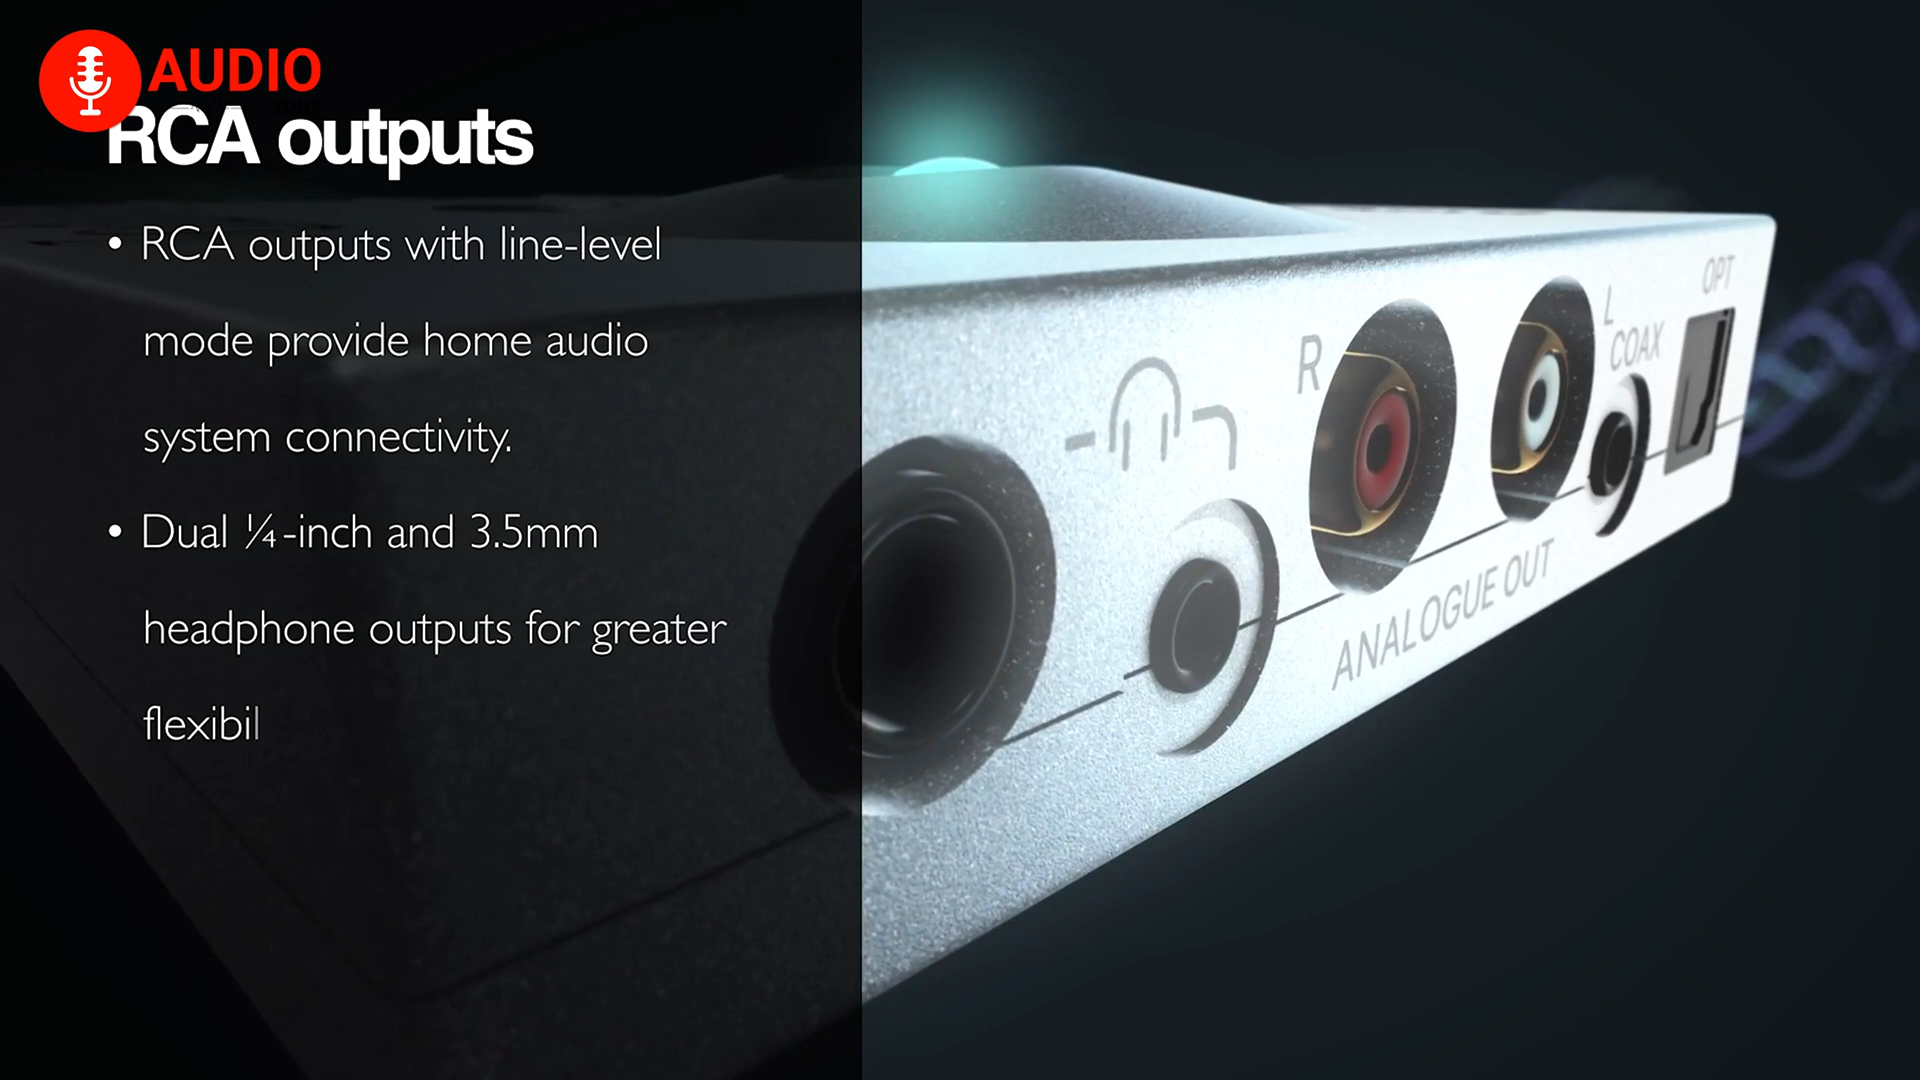 AUDIO
RCA outputs
• RCA outputs with line-level
mode provide home audio
system connectivity.
• Dual ¼-inch and 3.5mm
headphone outputs for greater
flexibil
R
L
COAX
OPT
ANALOGUE OUT